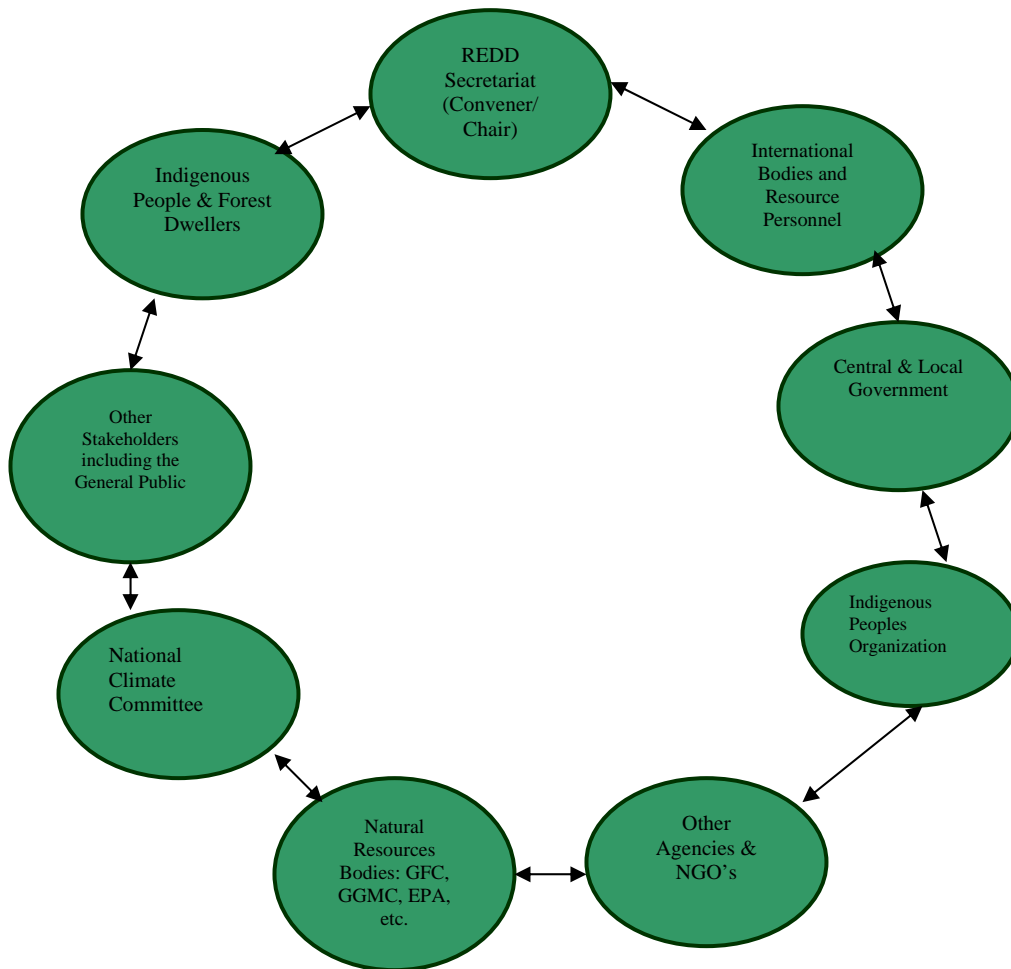 REDD
Secretariat
(Convener/
Chair)
International
Bodies and
Resource
Personnel
Central & Local
Government
Indigenous
Peoples
Organization
Other
Agencies &
NGO’s
Natural
Resources
Bodies: GFC,
GGMC, EPA,
etc.
National
Climate
Committee
Other
Stakeholders
including the
General Public
Indigenous
People & Forest
Dwellers